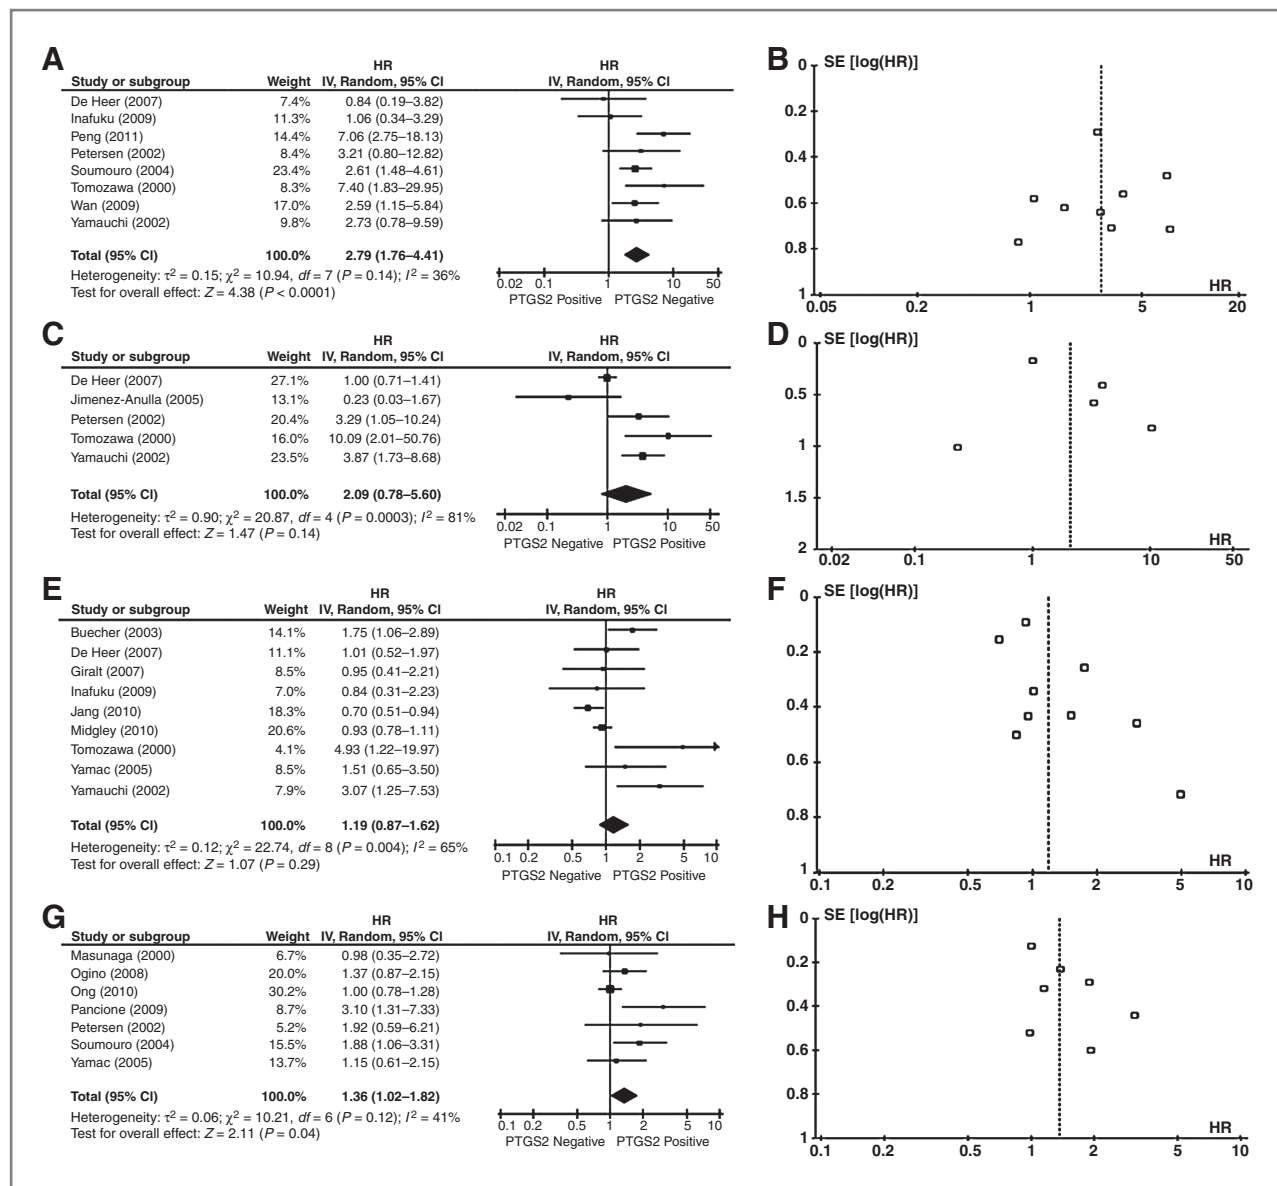 A
HR
HR
Study or subgroup Weight IV, Random, 95% CI IV, Random, 95% CI
De Heer (2007) 7.4% 0.84 (0.19–3.82)
Inafuku (2009) 11.3% 1.06 (0.34–3.29)
Peng (2011) 14.4% 7.06 (2.75–18.13)
Petersen (2002) 8.4% 3.21 (0.80–12.82)
Soumouro (2004) 23.4% 2.61 (1.48–4.61)
Tomozawa (2000) 8.3% 7.40 (1.83–29.95)
Wan (2009) 17.0% 2.59 (1.15–5.84)
Yamauchi (2002) 9.8% 2.73 (0.78–9.59)
Total (95% CI) 100.0% 2.79 (1.76–4.41)
Heterogeneity: τ² = 0.15; χ² = 10.94, df = 7 (P = 0.14); I² = 36%
Test for overall effect: Z = 4.38 (P < 0.0001)
0.02 0.1 1 10 50
PTGS2 Positive PTGS2 Negative
B
SE [log(HR)]
0
0.2
0.4
0.6
0.8
1
HR
0.05 0.2 1 5 20
C
HR
HR
Study or subgroup Weight IV, Random, 95% CI IV, Random, 95% CI
De Heer (2007) 27.1% 1.00 (0.71–1.41)
Jimenez-Anulla (2005) 13.1% 0.23 (0.03–1.67)
Petersen (2002) 20.4% 3.29 (1.05–10.24)
Tomozawa (2000) 16.0% 10.09 (2.01–50.76)
Yamauchi (2002) 23.5% 3.87 (1.73–8.68)
Total (95% CI) 100.0% 2.09 (0.78–5.60)
Heterogeneity: τ² = 0.90; χ² = 20.87, df = 4 (P = 0.0003); I² = 81%
Test for overall effect: Z = 1.47 (P = 0.14)
0.02 0.1 1 10 50
PTGS2 Negative PTGS2 Positive
D
SE [log(HR)]
0
0.5
1
1.5
2
HR
0.02 0.1 1 10 50
E
HR
HR
Study or subgroup Weight IV, Random, 95% CI IV, Random, 95% CI
Buecher (2003) 14.1% 1.75 (1.06–2.89)
De Heer (2007) 11.1% 1.01 (0.52–1.97)
Giralt (2007) 8.5% 0.95 (0.41–2.21)
Inafuku (2009) 7.0% 0.84 (0.31–2.23)
Jang (2010) 18.3% 0.70 (0.51–0.94)
Midgley (2010) 20.6% 0.93 (0.78–1.11)
Tomozawa (2000) 4.1% 4.93 (1.22–19.97)
Yamac (2005) 8.5% 1.51 (0.65–3.50)
Yamauchi (2002) 7.9% 3.07 (1.25–7.53)
Total (95% CI) 100.0% 1.19 (0.87–1.62)
Heterogeneity: τ² = 0.12; χ² = 22.74, df = 8 (P = 0.004); I² = 65%
Test for overall effect: Z = 1.07 (P = 0.29)
0.1 0.2 0.5 1 2 5 10
PTGS2 Negative PTGS2 Positive
F
SE [log(HR)]
0
0.2
0.4
0.6
0.8
1
HR
0.1 0.2 0.5 1 2 5 10
G
HR
HR
Study or subgroup Weight IV, Random, 95% CI IV, Random, 95% CI
Masunaga (2000) 6.7% 0.98 (0.35–2.72)
Ogino (2008) 20.0% 1.37 (0.87–2.15)
Ong (2010) 30.2% 1.00 (0.78–1.28)
Pancione (2009) 8.7% 3.10 (1.31–7.33)
Petersen (2002) 5.2% 1.92 (0.59–6.21)
Soumouro (2004) 15.5% 1.88 (1.06–3.31)
Yamac (2005) 13.7% 1.15 (0.61–2.15)
Total (95% CI) 100.0% 1.36 (1.02–1.82)
Heterogeneity: τ² = 0.06; χ² = 10.21, df = 6 (P = 0.12); I² = 41%
Test for overall effect: Z = 2.11 (P = 0.04)
0.1 0.2 0.5 1 2 5 10
PTGS2 Negative PTGS2 Positive
H
SE [log(HR)]
0
0.2
0.4
0.6
0.8
1
HR
0.1 0.2 0.5 1 2 5 10